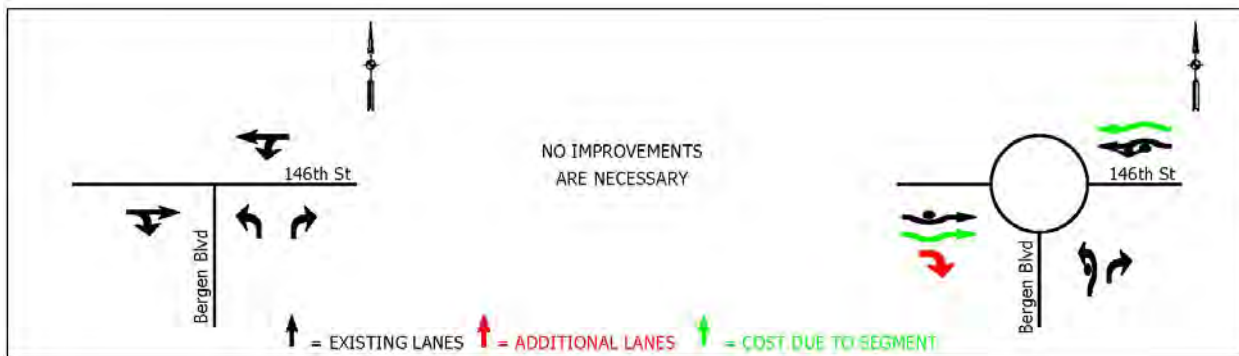 146th St
Bergen Blvd
NO IMPROVEMENTS
ARE NECESSARY
146th St
Bergen Blvd
= EXISTING LANES
= ADDITIONAL LANES
= COST DUE TO SEGMENT